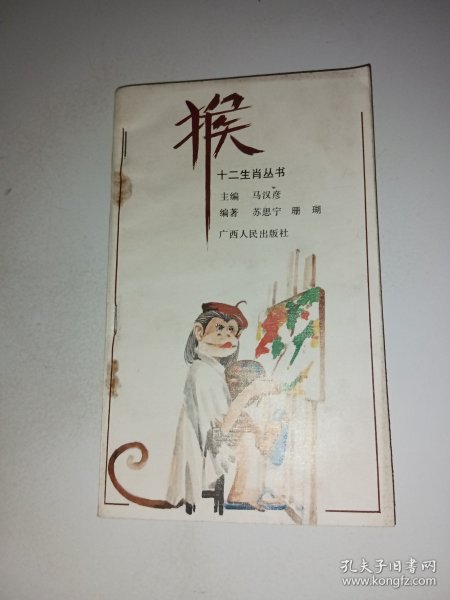 猴
十二生肖丛书
主编 马汉彦
编著 苏思宁 珊瑚
广西人民出版社
孔夫子旧书网
www.kongfz.com